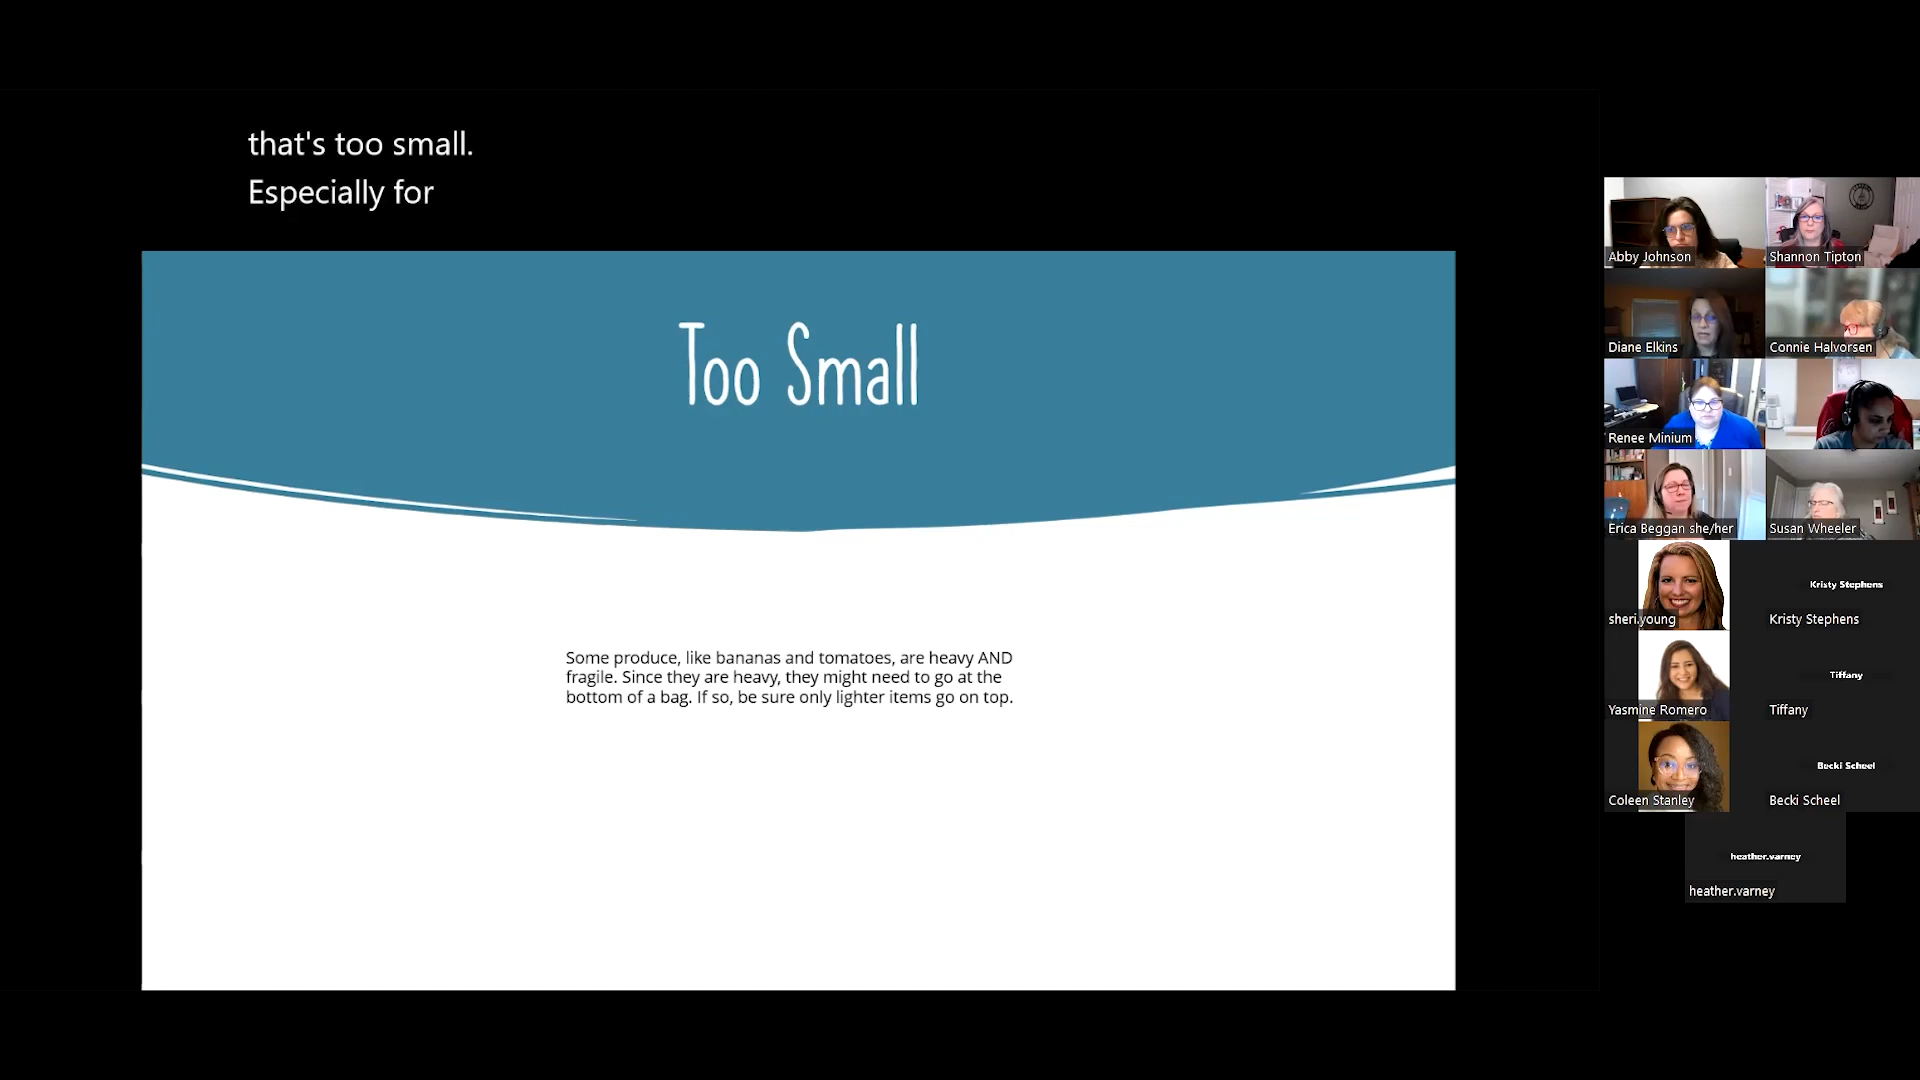 that's too small.
Especially for
Too Small
Some produce, like bananas and tomatoes, are heavy AND
fragile. Since they are heavy, they might need to go at the
bottom of a bag. If so, be sure only lighter items go on top.
Abby Johnson
Shannon Tipton
Diane Elkins
Connie Halvorsen
Renee Minium
Erica Beggan she/her
Susan Wheeler
sheri.young
Kristy Stephens
Kristy Stephens
Yasmine Romero
Tiffany
Tiffany
Coleen Stanley
Becki Scheel
Becki Scheel
heather.varney
heather.varney